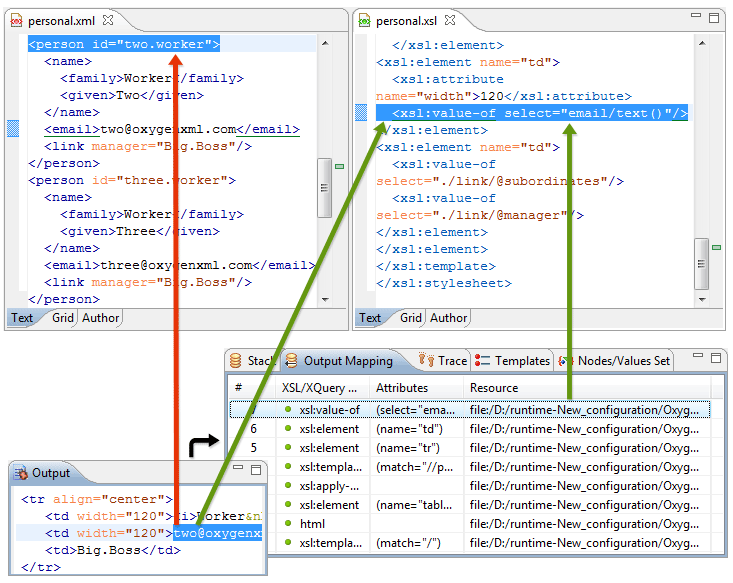 personal.xml
<person id="two.worker">
<name>
<family>Worker</family>
<given>Two</given>
</name>
<email>two@oxygenxml.com</email>
<link manager="Big.Boss"/>
</person>
<person id="three.worker">
<name>
<family>Worker</family>
<given>Three</given>
</name>
<email>three@oxygenxml.com</email>
<link manager="Big.Boss"/>
</person>
Text Grid Author
personal.xsl
</xsl:element>
<xsl:element name="td">
<xsl:attribute
name="width">120</xsl:attribute>
<xsl:value-of select="email/text()"/>
</xsl:element>
<xsl:element name="td">
<xsl:value-of
select="./link/@subordinates"/>
<xsl:value-of
select="./link/@manager"/>
</xsl:element>
</xsl:element>
</xsl:template>
</xsl:stylesheet>
Text Grid Author
Stack Output Mapping Trace Templates Nodes/Values Set
# XSL/XQuery ... Attributes Resource
xsl:value-of (select="ema... file:/D:/runtime-New_configuration/Oxyg...
6 xsl:element (name="td") file:/D:/runtime-New_configuration/Oxyg...
5 xsl:element (name="tr") file:/D:/runtime-New_configuration/Oxyg...
xsl:templa... (match="//p... file:/D:/runtime-New_configuration/Oxyg...
xsl:apply-... file:/D:/runtime-New_configuration/Oxyg...
xsl:element (name="tabl... file:/D:/runtime-New_configuration/Oxyg...
html file:/D:/runtime-New_configuration/Oxyg...
xsl:templa... (match="/") file:/D:/runtime-New_configuration/Oxyg...
Output
<tr align="center">
<td width="120"><i>Worker&n
<td width="120">two@oxygenx
<td>Big.Boss</td>
</tr>